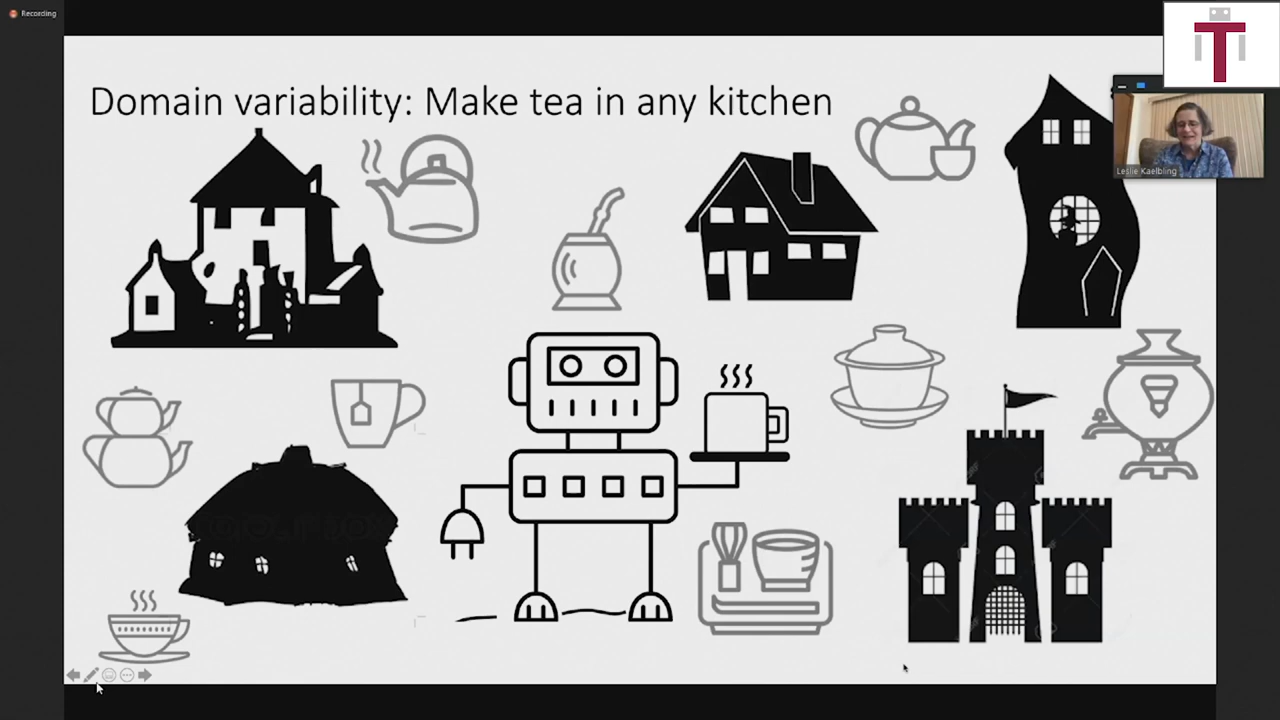 Recording
Domain variability: Make tea in any kitchen
T
Leslie Kaelbling